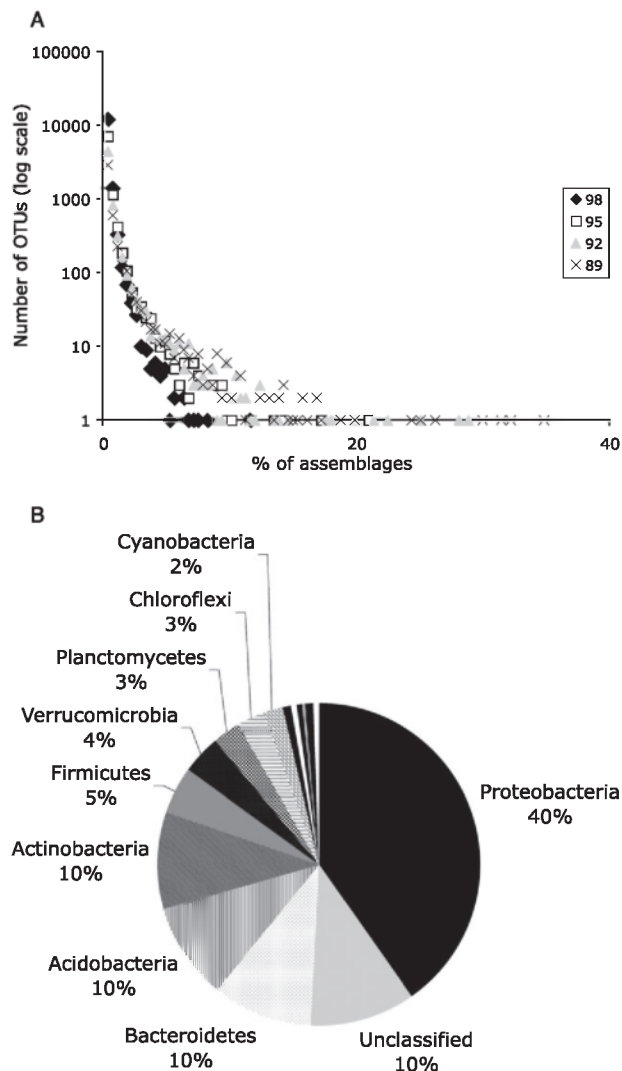 A
100000
10000
1000
100
10
1
Number of OTUs (log scale)
0
20
40
% of assemblages
98
95
92
89
B
Cyanobacteria
2%
Chloroflexi
3%
Planctomycetes
3%
Verrucomicrobia
4%
Firmicutes
5%
Actinobacteria
10%
Acidobacteria
10%
Bacteroidetes
10%
Unclassified
10%
Proteobacteria
40%